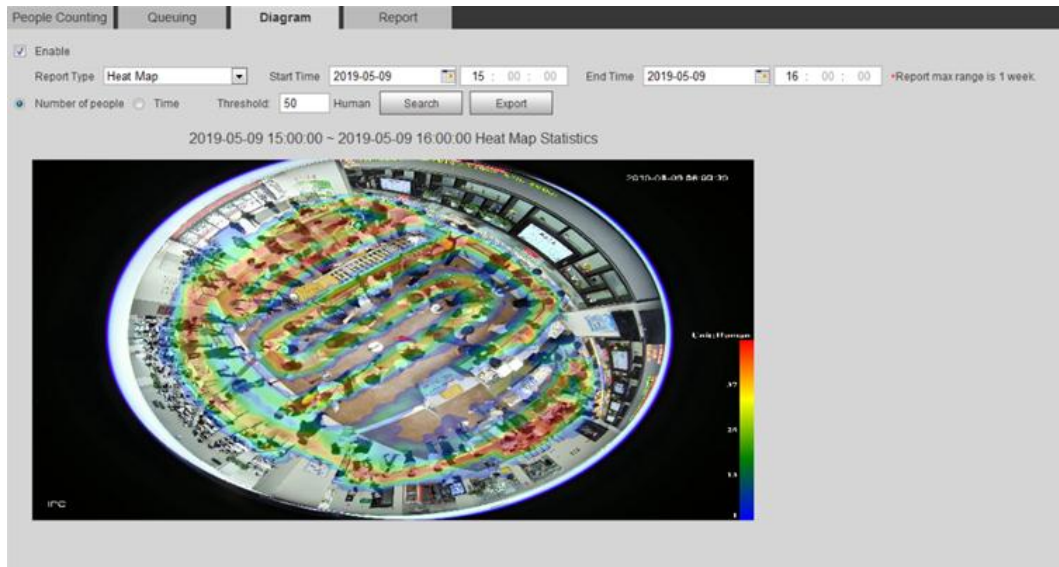 People Counting Queuing Diagram Report
Enable
Report Type Heat Map Start Time 2019-05-09 15 : 00 : 00 End Time 2019-05-09 16 : 00 : 00 *Report max range is 1 week.
Number of people Time Threshold: 50 Human Search Export
2019-05-09 15:00:00 ~ 2019-05-09 16:00:00 Heat Map Statistics
Unit:Human
37
IPC
1